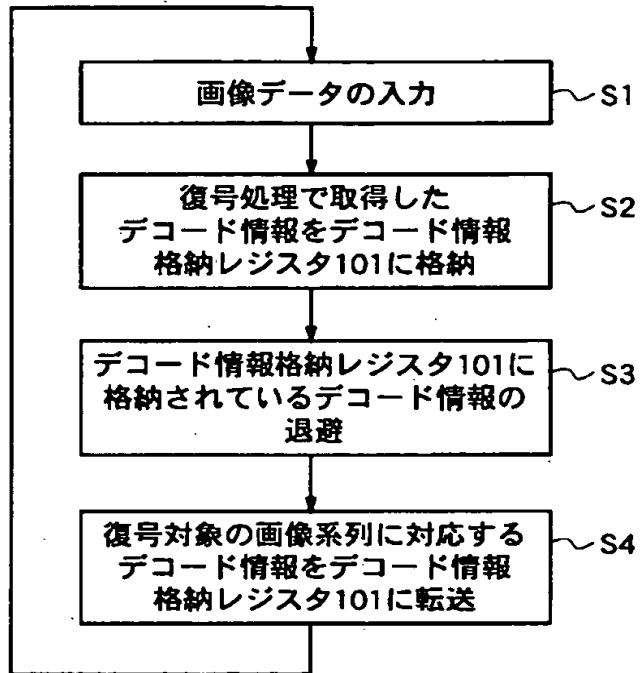 画像データの入力
S1
復号処理で取得した
デコード情報をデコード情報
格納レジスタ101に格納
S2
デコード情報格納レジスタ101に
格納されているデコード情報の
退避
S3
復号対象の画像系列に対応する
デコード情報をデコード情報
格納レジスタ101に転送
S4